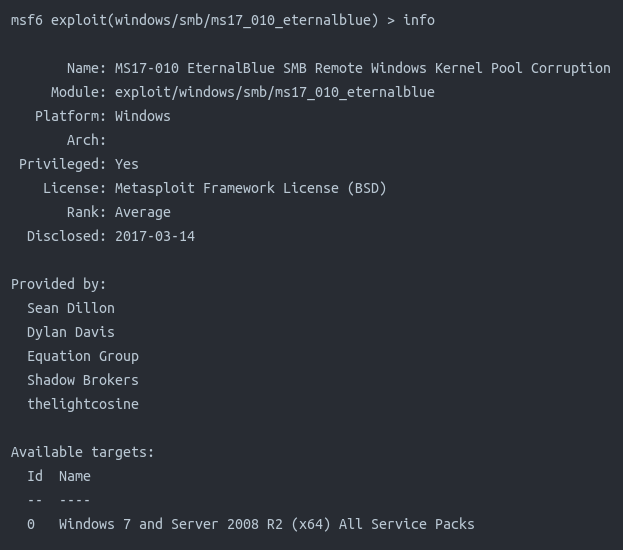 msf6 exploit(windows/smb/ms17_010_eternalblue) > info
Name: MS17-010 EternalBlue SMB Remote Windows Kernel Pool Corruption
Module: exploit/windows/smb/ms17_010_eternalblue
Platform: Windows
Arch:
Privileged: Yes
License: Metasploit Framework License (BSD)
Rank: Average
Disclosed: 2017-03-14
Provided by:
Sean Dillon
Dylan Davis
Equation Group
Shadow Brokers
thelightcosine
Available targets:
Id  Name
--  ----
0   Windows 7 and Server 2008 R2 (x64) All Service Packs